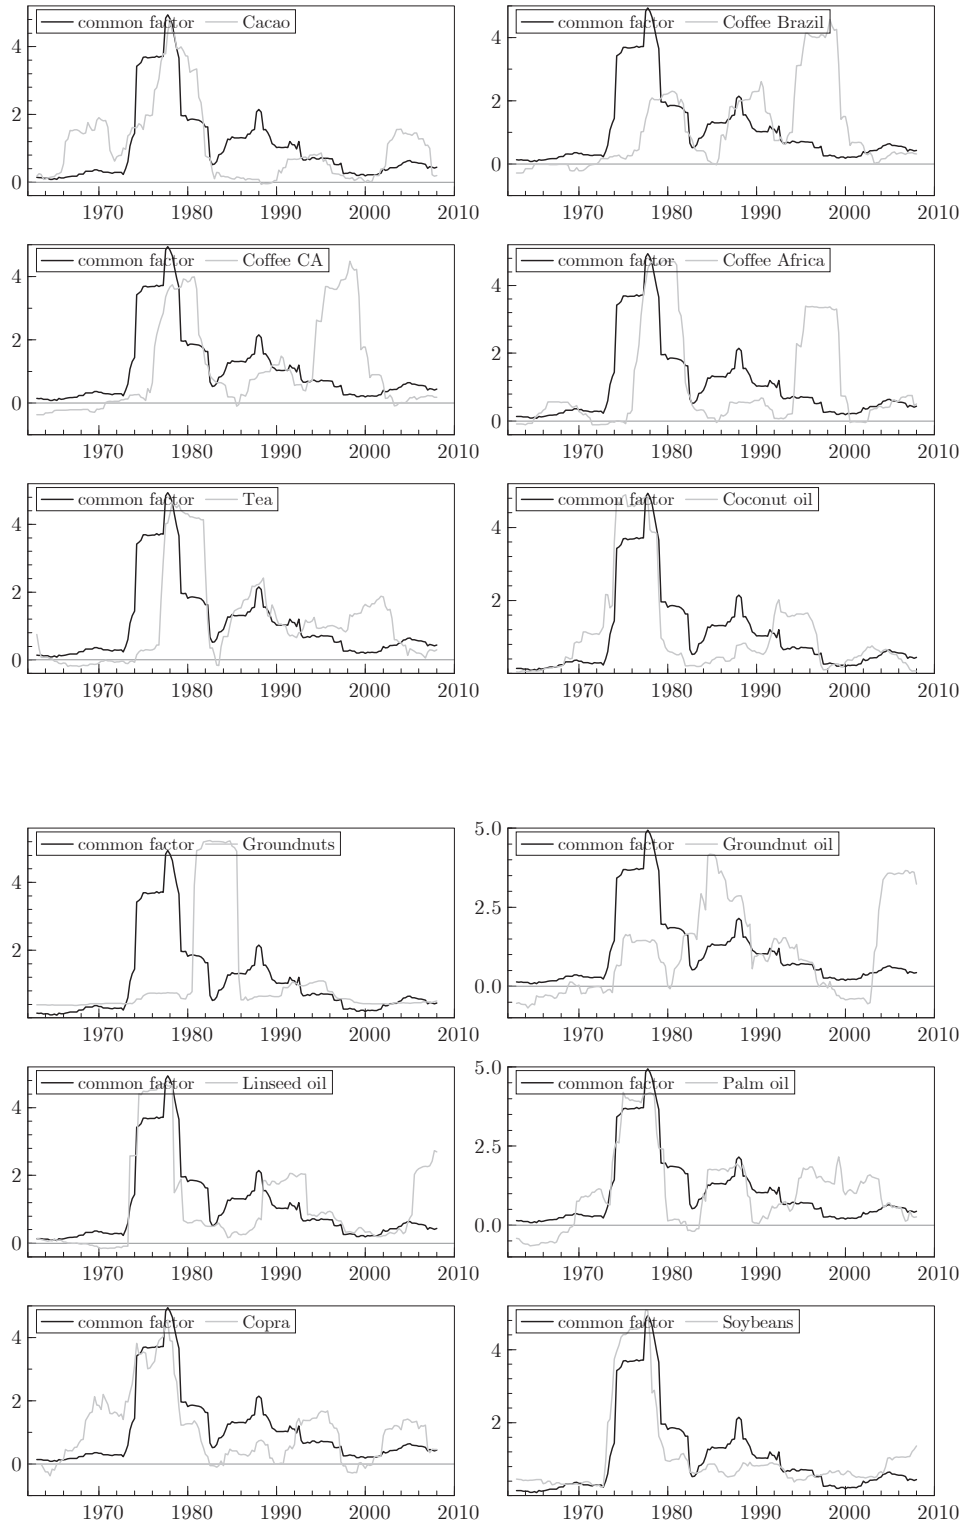 common factor Cacao
4
2
0
1970 1980 1990 2000 2010
common factor Coffee Brazil
4
2
0
1970 1980 1990 2000 2010
common factor Coffee CA
4
2
0
1970 1980 1990 2000 2010
common factor Coffee Africa
4
2
0
1970 1980 1990 2000 2010
common factor Tea
4
2
0
1970 1980 1990 2000 2010
common factor Coconut oil
4
2
1970 1980 1990 2000 2010
common factor Groundnuts
4
2
1970 1980 1990 2000 2010
common factor Groundnut oil
5.0
2.5
0.0
1970 1980 1990 2000 2010
common factor Linseed oil
4
2
0
1970 1980 1990 2000 2010
common factor Palm oil
5.0
2.5
0.0
1970 1980 1990 2000 2010
common factor Copra
4
2
0
1970 1980 1990 2000 2010
common factor Soybeans
4
2
1970 1980 1990 2000 2010